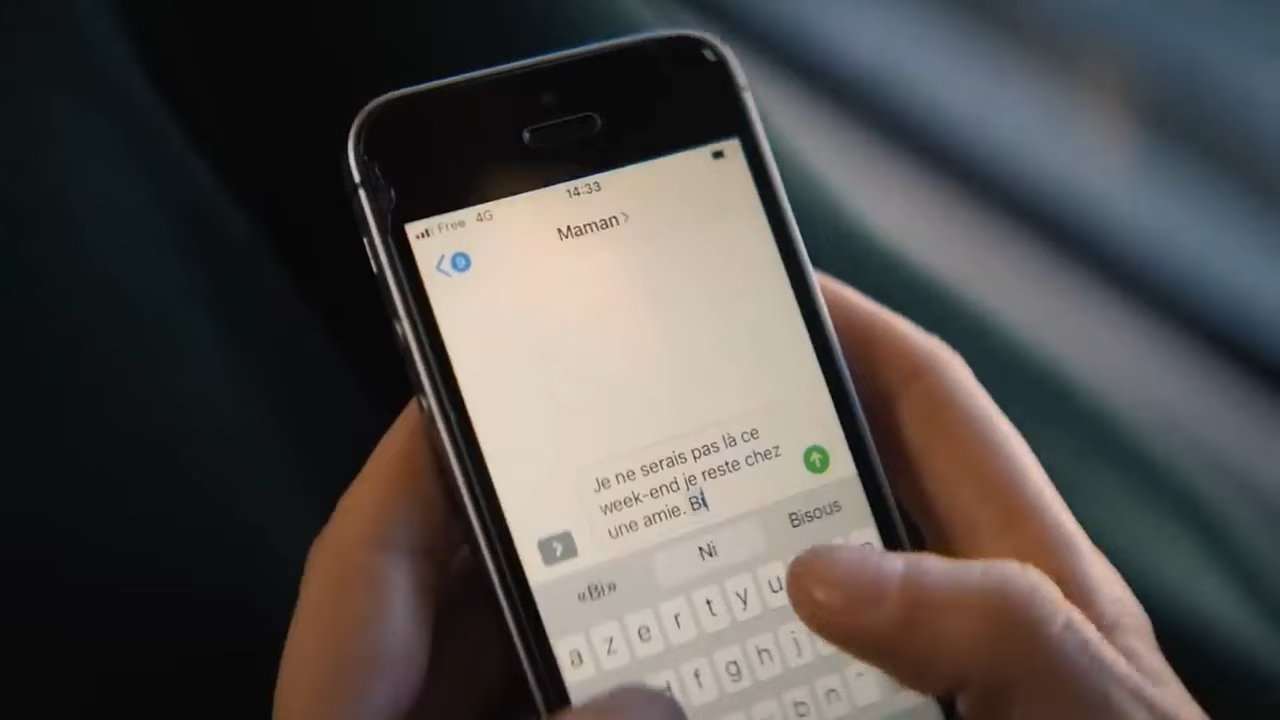 14:33
Free 4G
Maman
9
Je ne serais pas là ce
week-end je reste chez
une amie. Bi
«Bi» Ni Bisous
a z e r t y u
f g h j
b n